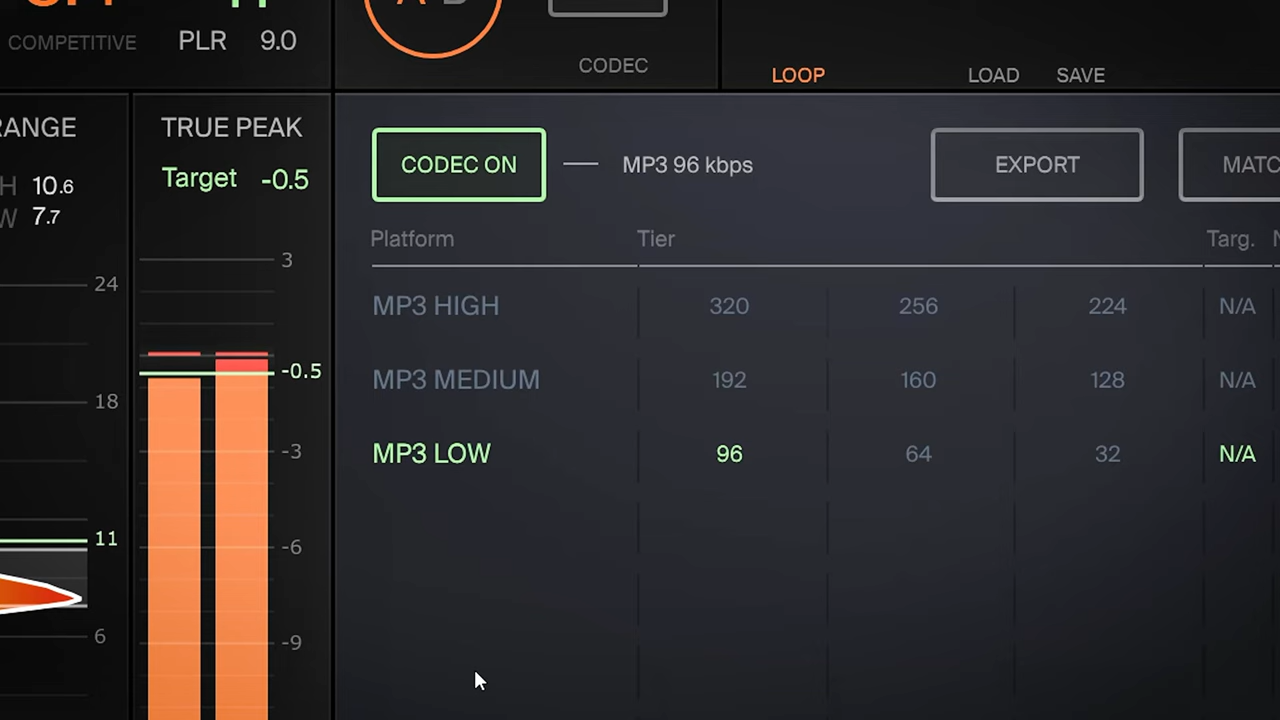 COMPETITIVE PLR 9.0
A B
CODEC
LOOP LOAD SAVE
RANGE
H 10.6
W 7.7
24
18
11
6
TRUE PEAK
Target -0.5
3
-0.5
-3
-6
-9
CODEC ON — MP3 96 kbps EXPORT MATC
Platform Tier Targ.
MP3 HIGH 320 256 224 N/A
MP3 MEDIUM 192 160 128 N/A
MP3 LOW 96 64 32 N/A